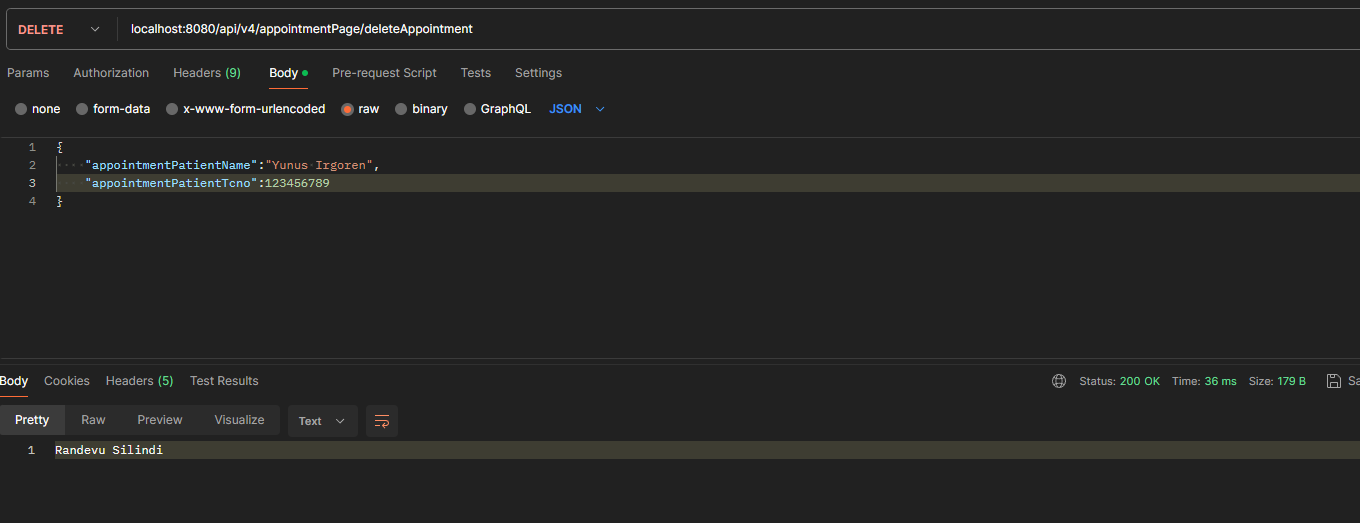 DELETE localhost:8080/api/v4/appointmentPage/deleteAppointment
Params Authorization Headers (9) Body Pre-request Script Tests Settings
none form-data x-www-form-urlencoded raw binary GraphQL JSON
1 {
2 "appointmentPatientName":"Yunus Irgoren",
3 "appointmentPatientTcno":123456789
4 }
Body Cookies Headers (5) Test Results Status: 200 OK Time: 36 ms Size: 179 B Sa
Pretty Raw Preview Visualize Text
1 Randevu Silindi